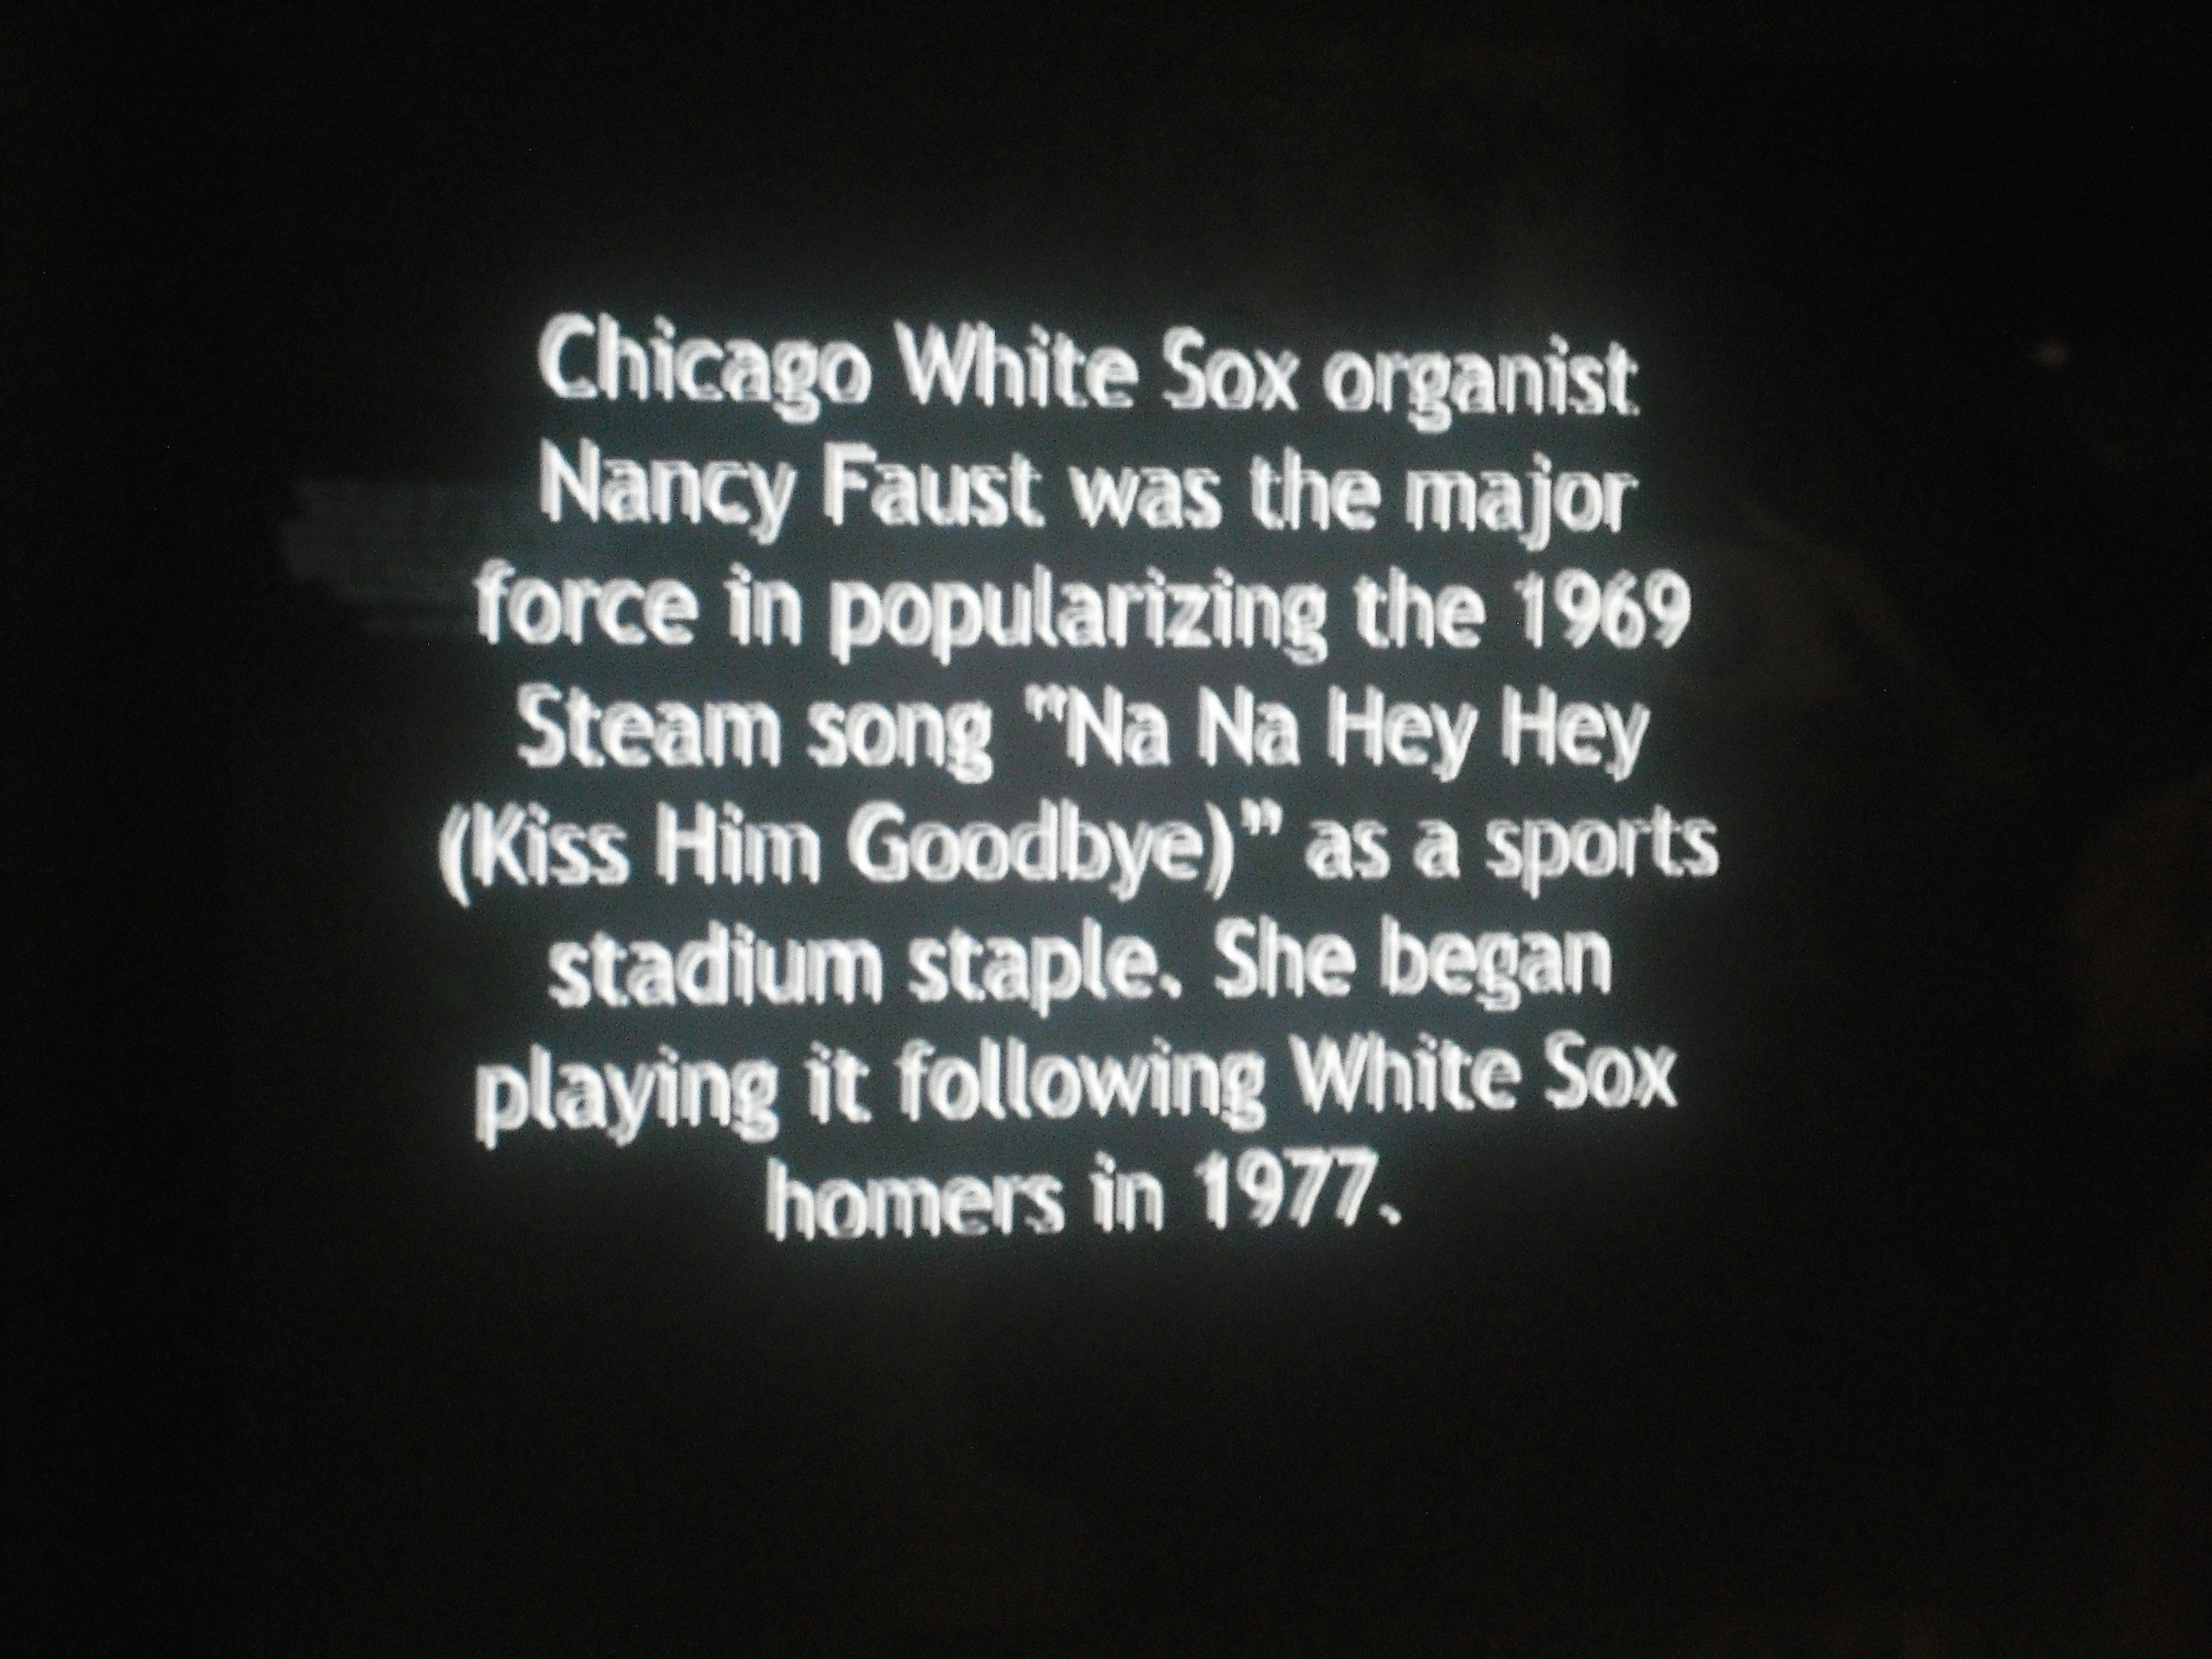 Chicago White Sox organist
Nancy Faust was the major
force in popularizing the 1969
Steam song "Na Na Hey Hey
(Kiss Him Goodbye)" as a sports
stadium staple. She began
playing it following White Sox
homers in 1977.